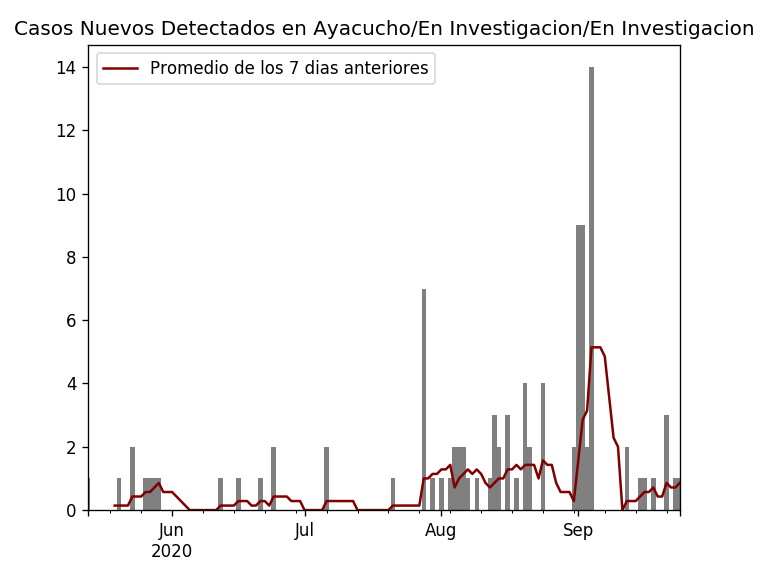 Casos Nuevos Detectados en Ayacucho/En Investigacion/En Investigacion
Promedio de los 7 dias anteriores
14
12
10
8
6
4
2
0
Jun
2020
Jul
Aug
Sep